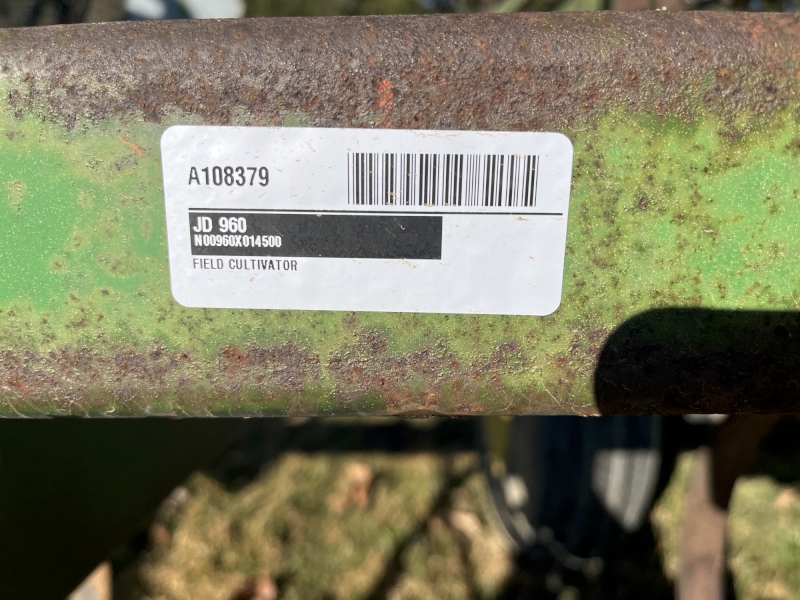 A108379
JD 960
N00960X014500
FIELD CULTIVATOR